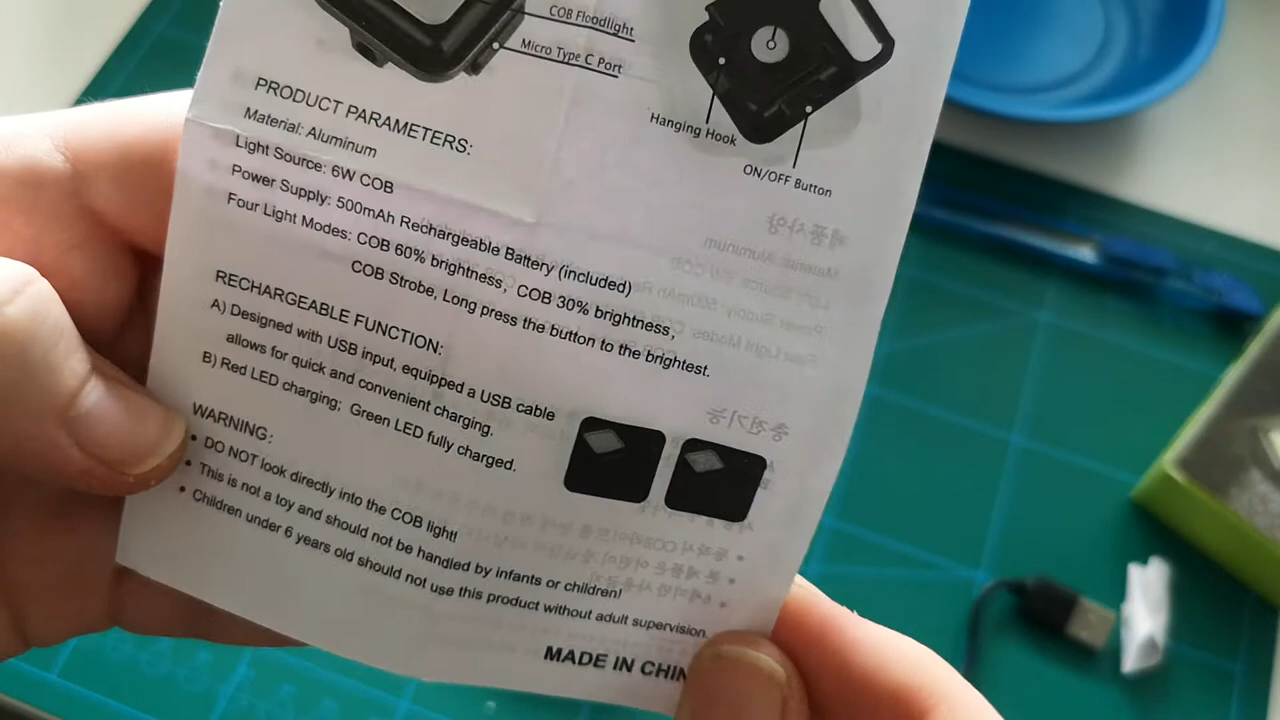 COB Floodlight
Micro Type C Port
Hanging Hook
ON/OFF Button
PRODUCT PARAMETERS:
Material: Aluminum
Light Source: 6W COB
Power Supply: 500mAh Rechargeable Battery (included)
Four Light Modes: COB 60% brightness, COB 30% brightness,
COB Strobe, Long press the button to the brightest.
RECHARGEABLE FUNCTION:
A) Designed with USB input, equipped a USB cable
allows for quick and convenient charging.
B) Red LED charging; Green LED fully charged.
WARNING:
• DO NOT look directly into the COB light!
• This is not a toy and should not be handled by infants or children!
• Children under 6 years old should not use this product without adult supervision.
MADE IN CHIN